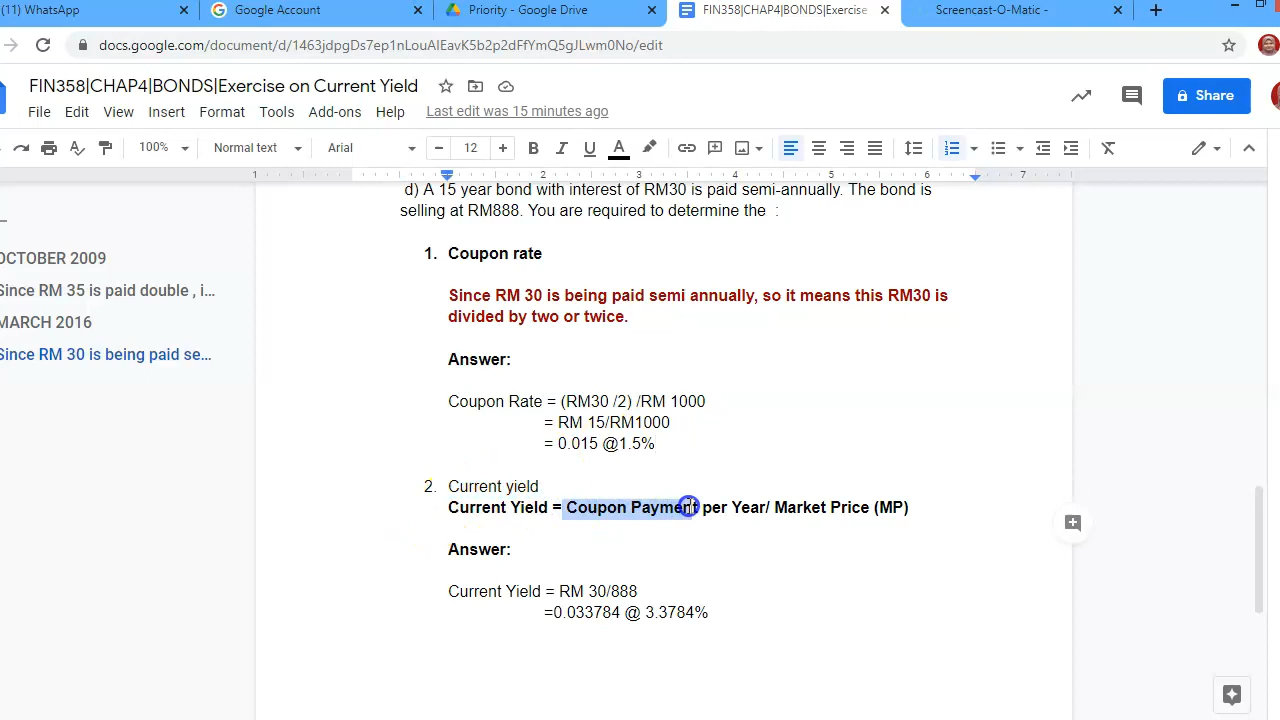 (11) WhatsApp
Google Account
Priority - Google Drive
FIN358|CHAP4|BONDS|Exercise
Screencast-O-Matic -
docs.google.com/document/d/1463jdpgDs7ep1nLouAIEavK5b2p2dFfYmQ5gJLwm0No/edit
FIN358|CHAP4|BONDS|Exercise on Current Yield
File Edit View Insert Format Tools Add-ons Help Last edit was 15 minutes ago
Share
100% Normal text Arial 12
1 2 3 4 5 6 7
OCTOBER 2009
Since RM 35 is paid double , i...
MARCH 2016
Since RM 30 is being paid se...
d) A 15 year bond with interest of RM30 is paid semi-annually. The bond is
selling at RM888. You are required to determine the :
1. Coupon rate
Since RM 30 is being paid semi annually, so it means this RM30 is
divided by two or twice.
Answer:
Coupon Rate = (RM30 /2) /RM 1000
= RM 15/RM1000
= 0.015 @1.5%
2. Current yield
Current Yield = Coupon Payment per Year/ Market Price (MP)
Answer:
Current Yield = RM 30/888
=0.033784 @ 3.3784%